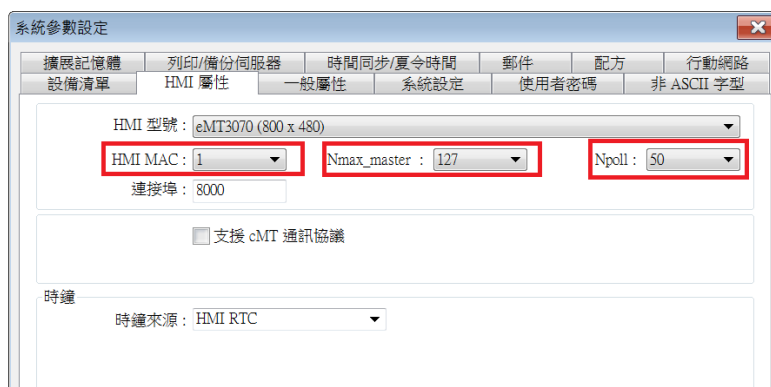 系統參數設定
擴展記憶體 列印/備份伺服器 時間同步/夏令時間 郵件 配方 行動網路
設備清單 HMI 屬性 一般屬性 系統設定 使用者密碼 非 ASCII 字型
HMI 型號 : eMT3070 (800 x 480)
HMI MAC : 1 Nmax_master : 127 Npoll : 50
連接埠 : 8000
支援 cMT 通訊協議
時鐘
時鐘來源 : HMI RTC